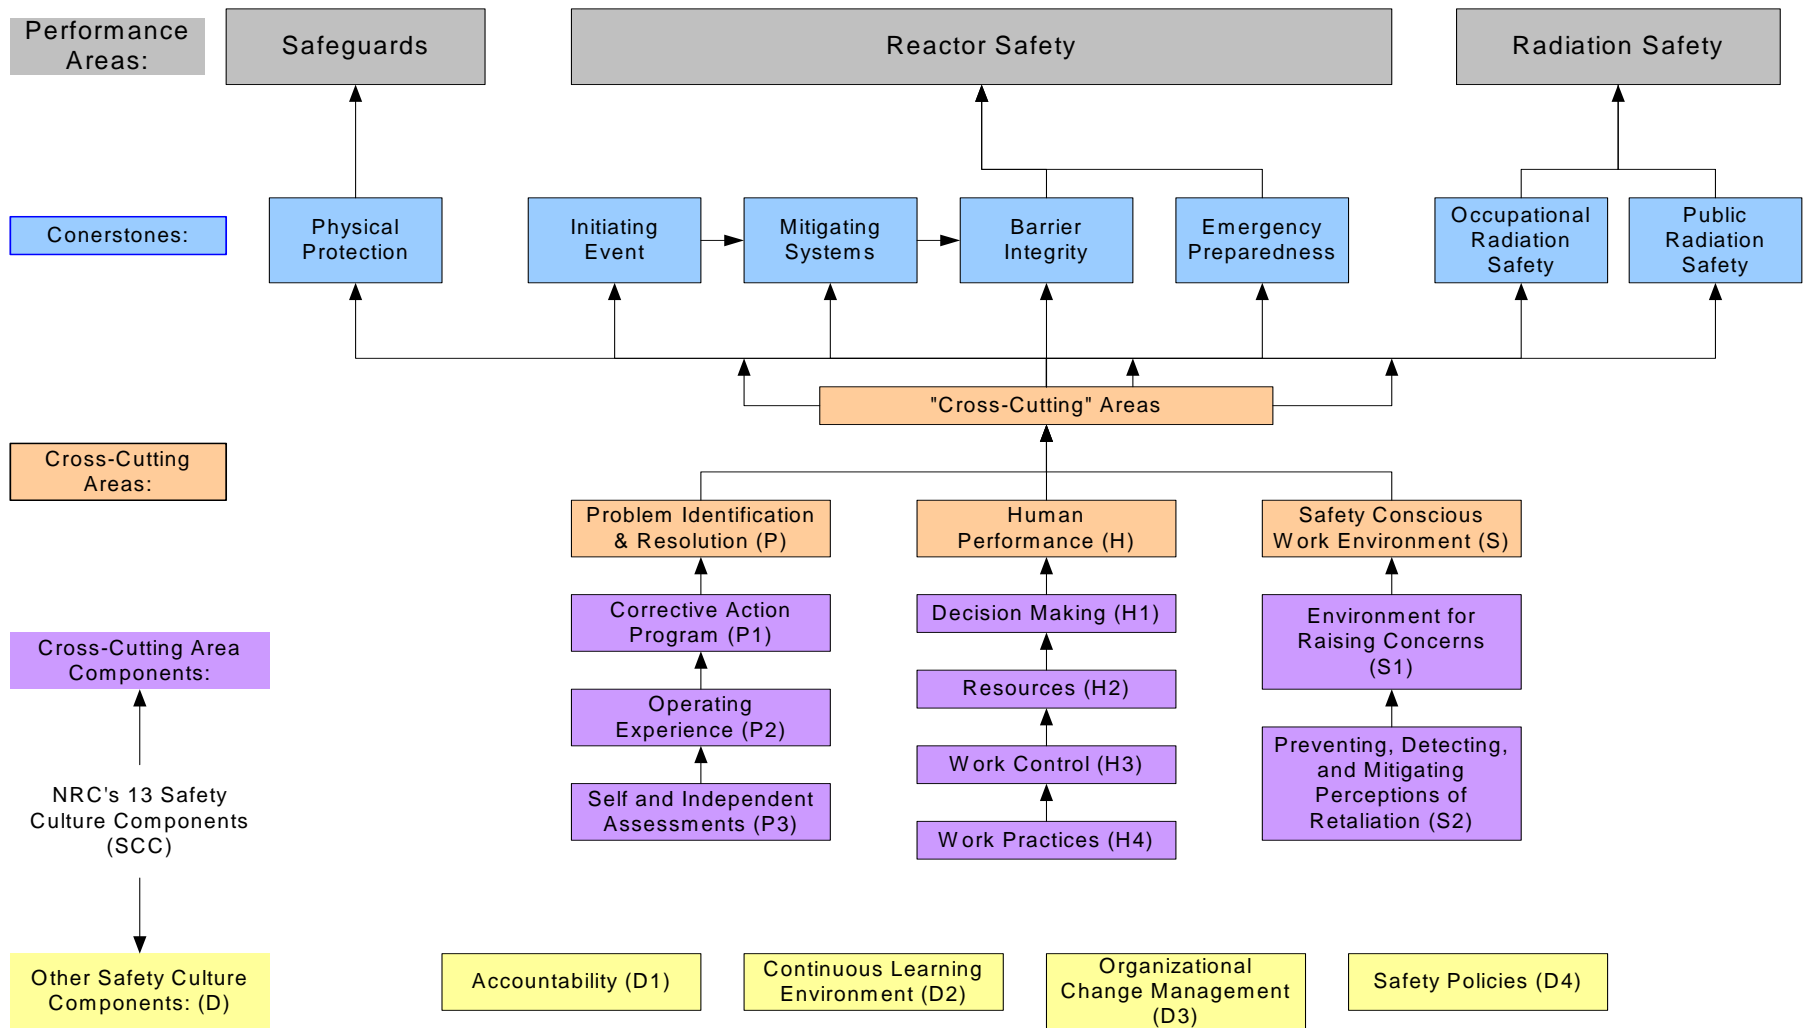 Performance
Areas:
Safeguards
Reactor Safety
Radiation Safety
Conerstones:
Physical
Protection
Initiating
Event
Mitigating
Systems
Barrier
Integrity
Emergency
Preparedness
Occupational
Radiation
Safety
Public
Radiation
Safety
"Cross-Cutting" Areas
Cross-Cutting
Areas:
Problem Identification
& Resolution (P)
Human
Performance (H)
Safety Conscious
Work Environment (S)
Cross-Cutting Area
Components:
Corrective Action
Program (P1)
Operating
Experience (P2)
Self and Independent
Assessments (P3)
Decision Making (H1)
Resources (H2)
Work Control (H3)
Work Practices (H4)
Environment for
Raising Concerns
(S1)
Preventing, Detecting,
and Mitigating
Perceptions of
Retaliation (S2)
NRC's 13 Safety
Culture Components
(SCC)
Other Safety Culture
Components: (D)
Accountability (D1)
Continuous Learning
Environment (D2)
Organizational
Change Management
(D3)
Safety Policies (D4)